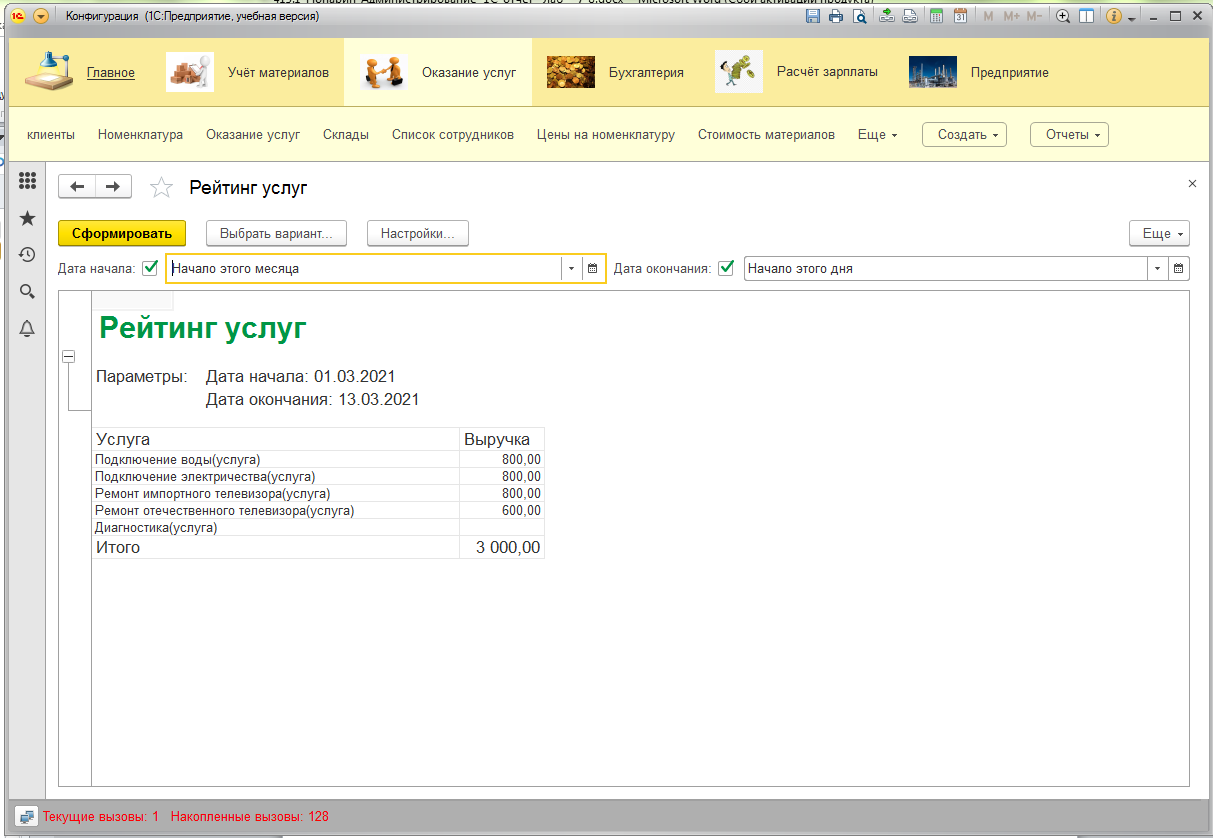 Конфигурация (1С:Предприятие, учебная версия)
M M+ M-
Главное Учёт материалов Оказание услуг Бухгалтерия Расчёт зарплаты Предприятие
клиенты Номенклатура Оказание услуг Склады Список сотрудников Цены на номенклатуру Стоимость материалов Еще Создать Отчеты
Рейтинг услуг
Сформировать Выбрать вариант... Настройки... Еще
Дата начала: Начало этого месяца Дата окончания: Начало этого дня
Рейтинг услуг
Параметры: Дата начала: 01.03.2021
Дата окончания: 13.03.2021
Услуга Выручка
Подключение воды(услуга) 800,00
Подключение электричества(услуга) 800,00
Ремонт импортного телевизора(услуга) 800,00
Ремонт отечественного телевизора(услуга) 600,00
Диагностика(услуга)
Итого 3 000,00
Текущие вызовы: 1 Накопленные вызовы: 128